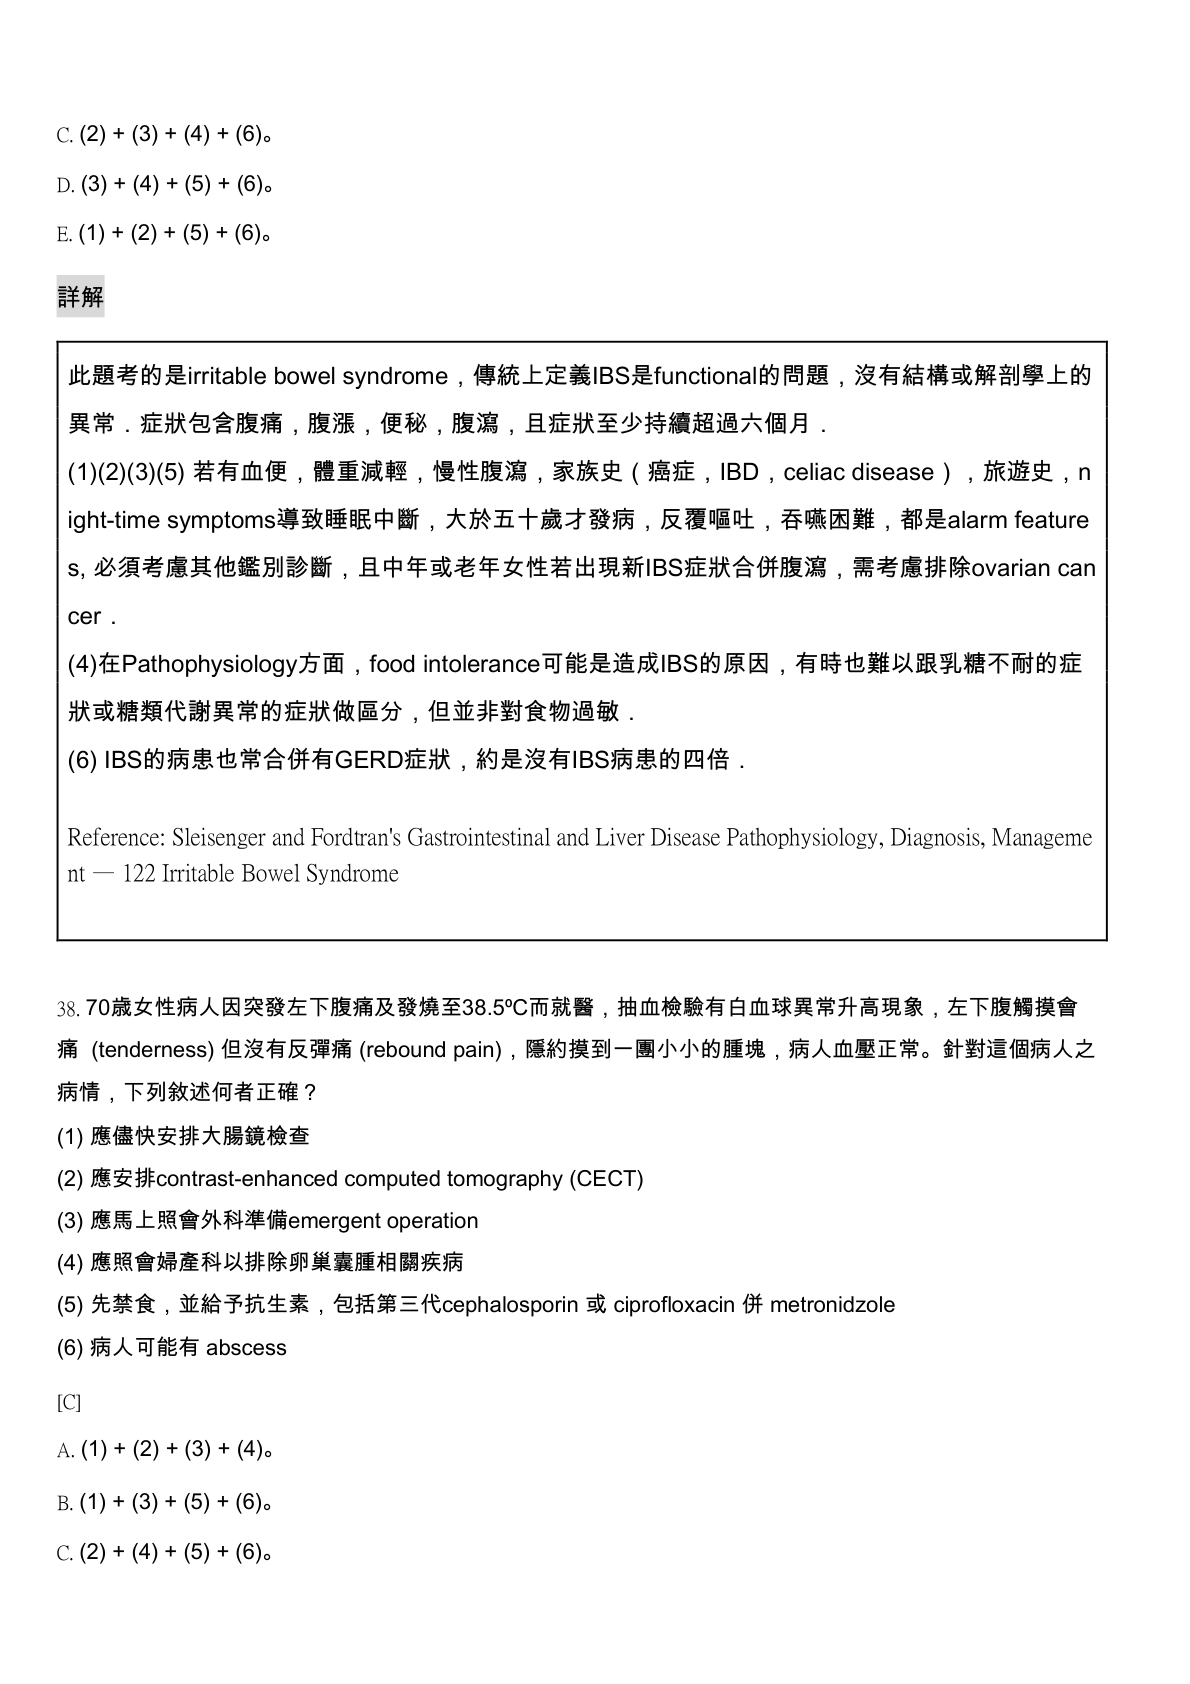 C. (2) + (3) + (4) + (6)。
D. (3) + (4) + (5) + (6)。
E. (1) + (2) + (5) + (6)。
詳解
此題考的是irritable bowel syndrome，傳統上定義IBS是functional的問題，沒有結構或解剖學上的
異常．症狀包含腹痛，腹漲，便秘，腹瀉，且症狀至少持續超過六個月．
(1)(2)(3)(5) 若有血便，體重減輕，慢性腹瀉，家族史（癌症，IBD，celiac disease），旅遊史，n
ight-time symptoms導致睡眠中斷，大於五十歲才發病，反覆嘔吐，吞嚥困難，都是alarm feature
s, 必須考慮其他鑑別診斷，且中年或老年女性若出現新IBS症狀合併腹瀉，需考慮排除ovarian can
cer．
(4)在Pathophysiology方面，food intolerance可能是造成IBS的原因，有時也難以跟乳糖不耐的症
狀或糖類代謝異常的症狀做區分，但並非對食物過敏．
(6) IBS的病患也常合併有GERD症狀，約是沒有IBS病患的四倍．
Reference: Sleisenger and Fordtran's Gastrointestinal and Liver Disease Pathophysiology, Diagnosis, Manageme
nt — 122 Irritable Bowel Syndrome
38. 70歲女性病人因突發左下腹痛及發燒至38.5ºC而就醫，抽血檢驗有白血球異常升高現象，左下腹觸摸會
痛 (tenderness) 但沒有反彈痛 (rebound pain)，隱約摸到一團小小的腫塊，病人血壓正常。針對這個病人之
病情，下列敘述何者正確？
(1) 應儘快安排大腸鏡檢查
(2) 應安排contrast-enhanced computed tomography (CECT)
(3) 應馬上照會外科準備emergent operation
(4) 應照會婦產科以排除卵巢囊腫相關疾病
(5) 先禁食，並給予抗生素，包括第三代cephalosporin 或 ciprofloxacin 併 metronidzole
(6) 病人可能有 abscess
[C]
A. (1) + (2) + (3) + (4)。
B. (1) + (3) + (5) + (6)。
C. (2) + (4) + (5) + (6)。